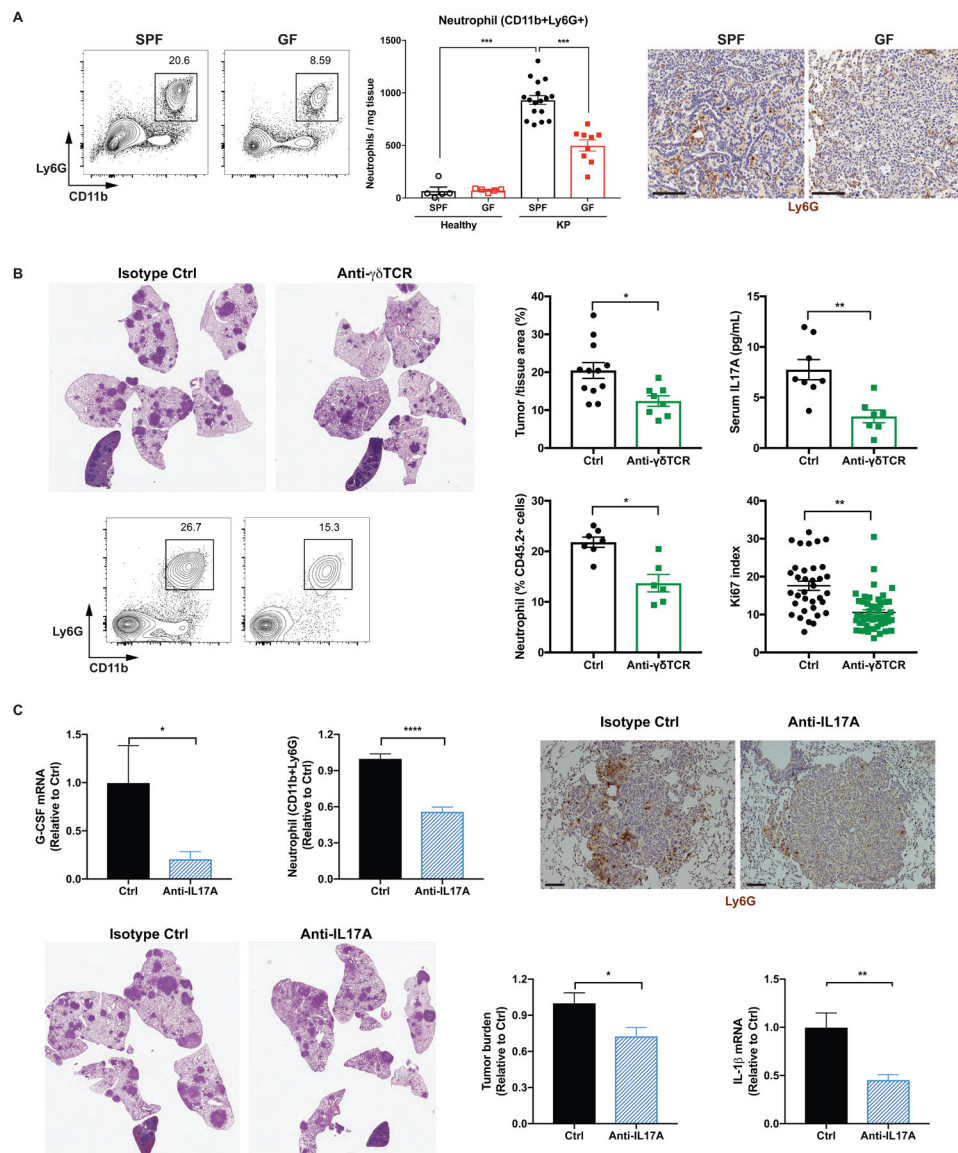 A
SPF
GF
20.6
8.59
Ly6G
CD11b
Neutrophil (CD11b+Ly6G+)
***
***
Neutrophils / mg tissue
1500
1000
500
0
SPF
GF
SPF
GF
Healthy
KP
SPF
GF
Ly6G
B
Isotype Ctrl
Anti-γδTCR
26.7
15.3
Ly6G
CD11b
Tumor /tissue area (%)
40
30
20
10
0
*
Ctrl
Anti-γδTCR
Serum IL17A (pg/mL)
15
10
5
0
**
Ctrl
Anti-γδTCR
Neutrophil (% CD45.2+ cells)
30
20
10
0
*
Ctrl
Anti-γδTCR
Ki67 index
40
30
20
10
0
**
Ctrl
Anti-γδTCR
C
G-CSF mRNA
(Relative to Ctrl)
1.5
1.0
0.5
0.0
*
Ctrl
Anti-IL17A
Neutrophil (CD11b+Ly6G)
(Relative to Ctrl)
1.2
0.9
0.6
0.3
0.0
****
Ctrl
Anti-IL17A
Isotype Ctrl
Anti-IL17A
Ly6G
Isotype Ctrl
Anti-IL17A
Tumor burden
(Relative to Ctrl)
1.2
0.9
0.6
0.3
0.0
*
Ctrl
Anti-IL17A
IL-1β mRNA
(Relative to Ctrl)
1.5
1.0
0.5
0.0
**
Ctrl
Anti-IL17A